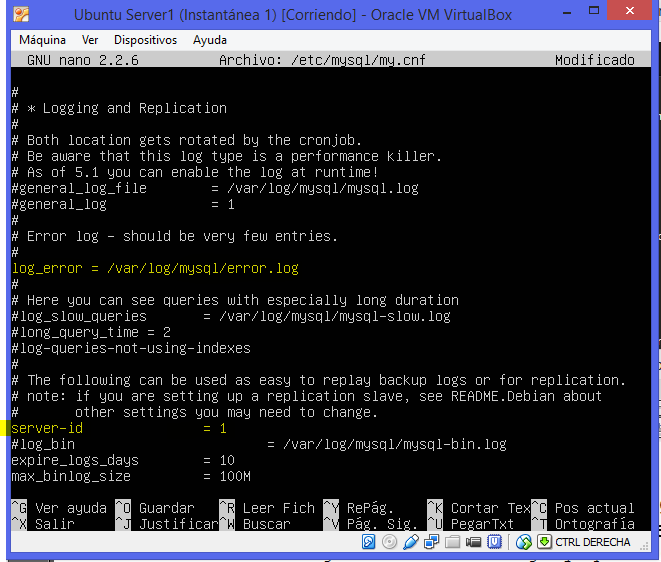 Ubuntu Server1 (Instantánea 1) [Corriendo] - Oracle VM VirtualBox
Máquina Ver Dispositivos Ayuda
GNU nano 2.2.6 Archivo: /etc/mysql/my.cnf Modificado
#
# * Logging and Replication
#
# Both location gets rotated by the cronjob.
# Be aware that this log type is a performance killer.
# As of 5.1 you can enable the log at runtime!
#general_log_file = /var/log/mysql/mysql.log
#general_log = 1
#
# Error log - should be very few entries.
#
log_error = /var/log/mysql/error.log
#
# Here you can see queries with especially long duration
#log_slow_queries = /var/log/mysql/mysql-slow.log
#long_query_time = 2
#log-queries-not-using-indexes
#
# The following can be used as easy to replay backup logs or for replication.
# note: if you are setting up a replication slave, see README.Debian about
# other settings you may need to change.
server-id = 1
#log_bin = /var/log/mysql/mysql-bin.log
expire_logs_days = 10
max_binlog_size = 100M
^G Ver ayuda ^O Guardar ^R Leer Fich ^Y RePág. ^K Cortar Tex ^C Pos actual
^X Salir ^J Justificar ^W Buscar ^V Pág. Sig. ^U PegarTxt ^T Ortografía
CTRL DERECHA